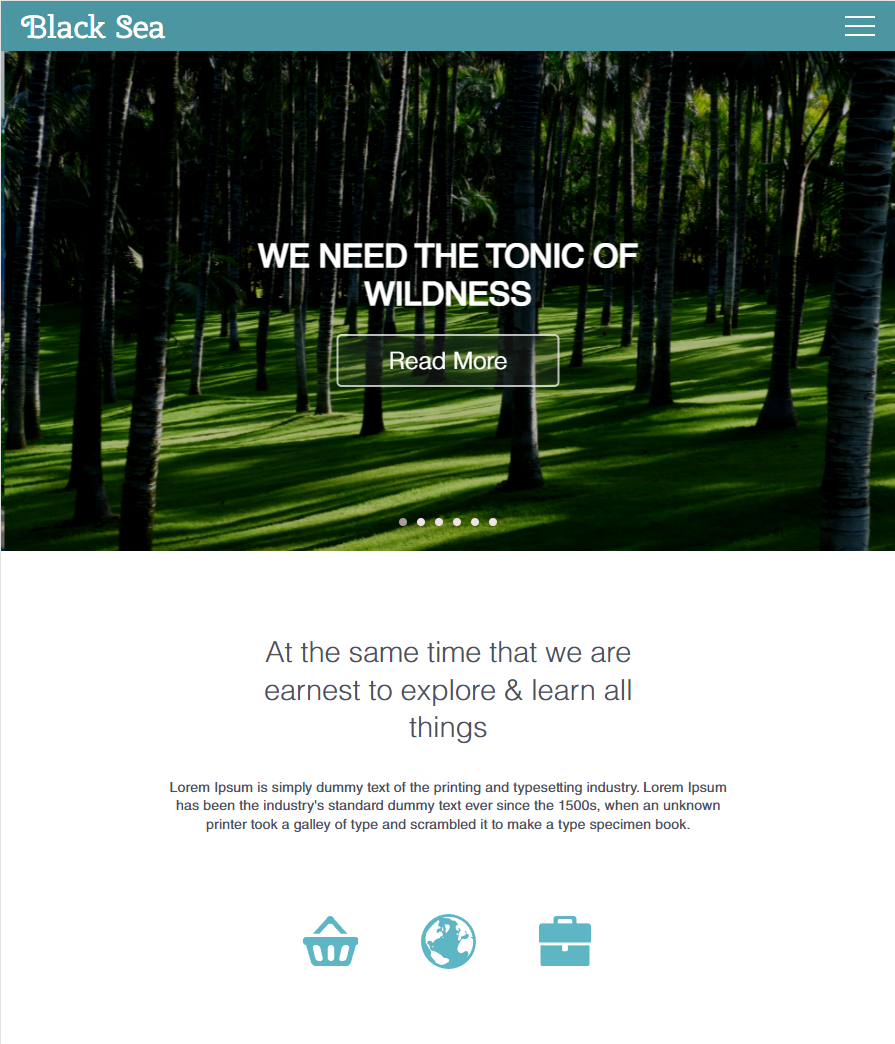 Black Sea
WE NEED THE TONIC OF
WILDNESS
Read More
At the same time that we are
earnest to explore & learn all
things
Lorem Ipsum is simply dummy text of the printing and typesetting industry. Lorem Ipsum
has been the industry's standard dummy text ever since the 1500s, when an unknown
printer took a galley of type and scrambled it to make a type specimen book.